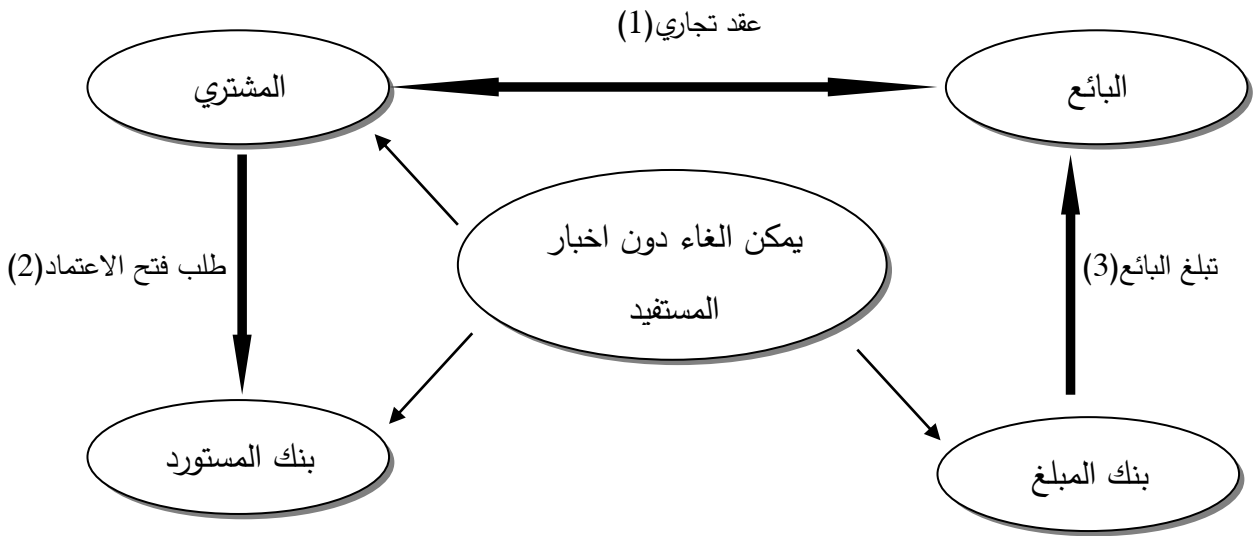 عقد تجاري(1)
البائع
المشتري
يمكن الغاء دون اخبار
المستفيد
تبلغ البائع(3)
طلب فتح الاعتماد(2)
بنك المستورد
بنك المبلغ